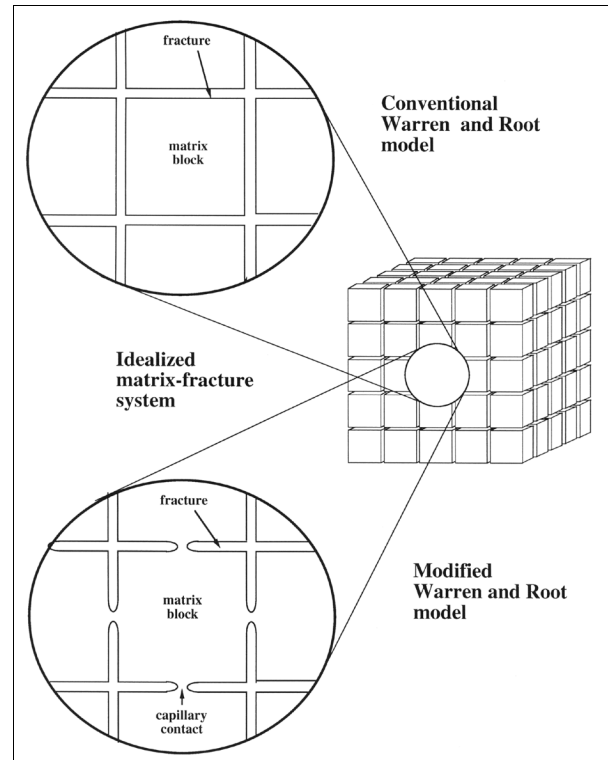 fracture
Conventional
Warren and Root
model
matrix
block
Idealized
matrix-fracture
system
fracture
matrix
block
Modified
Warren and Root
model
capillary
contact